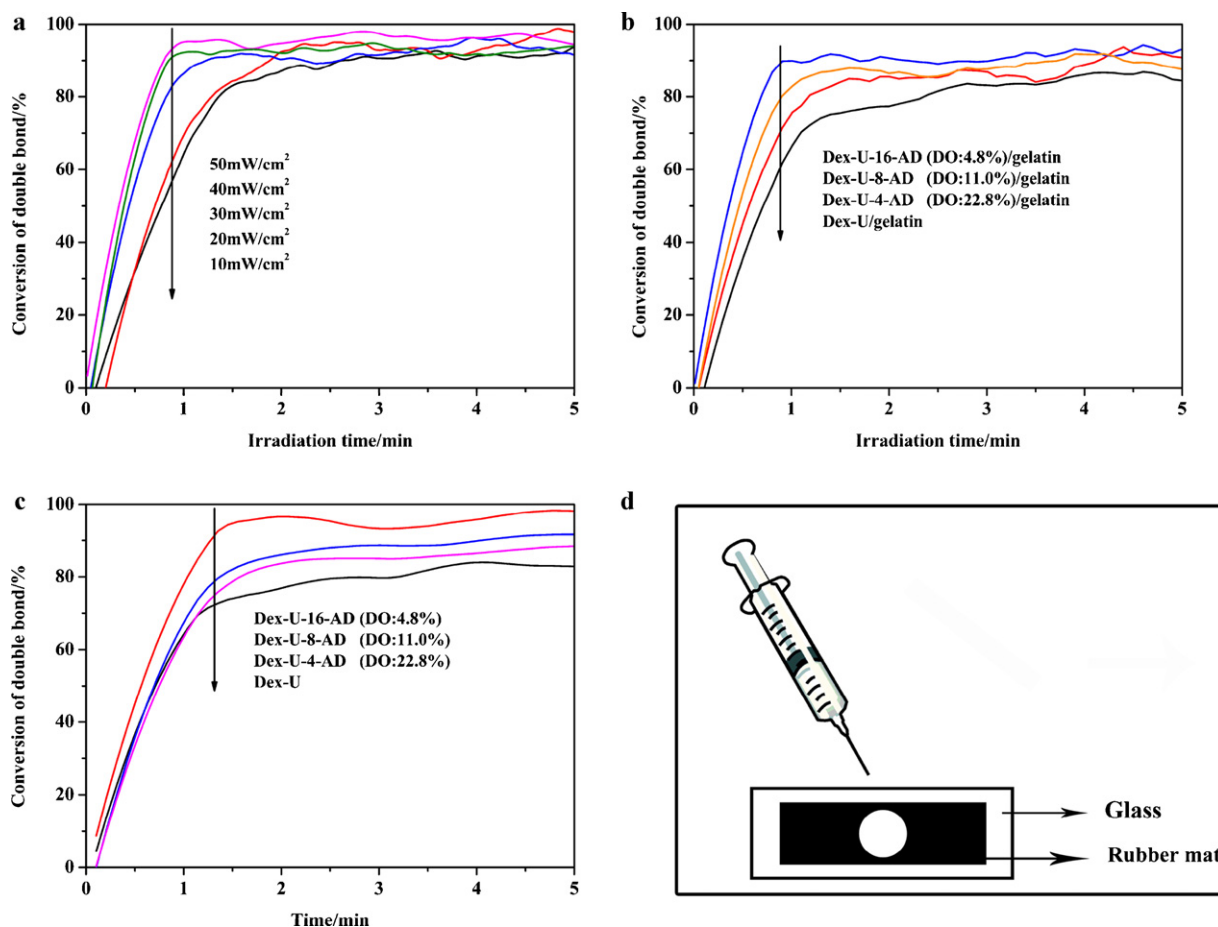 a
100
80
60
40
20
0
Conversion of double bond/%
50mW/cm²
40mW/cm²
30mW/cm²
20mW/cm²
10mW/cm²
0 1 2 3 4 5
Irradiation time/min
b
100
80
60
40
20
0
Conversion of double bond/%
Dex-U-16-AD (DO:4.8%)/gelatin
Dex-U-8-AD (DO:11.0%)/gelatin
Dex-U-4-AD (DO:22.8%)/gelatin
Dex-U/gelatin
0 1 2 3 4 5
Irradiation time/min
c
100
80
60
40
20
0
Conversion of double bond/%
Dex-U-16-AD (DO:4.8%)
Dex-U-8-AD (DO:11.0%)
Dex-U-4-AD (DO:22.8%)
Dex-U
0 1 2 3 4 5
Time/min
d
Glass
Rubber mat